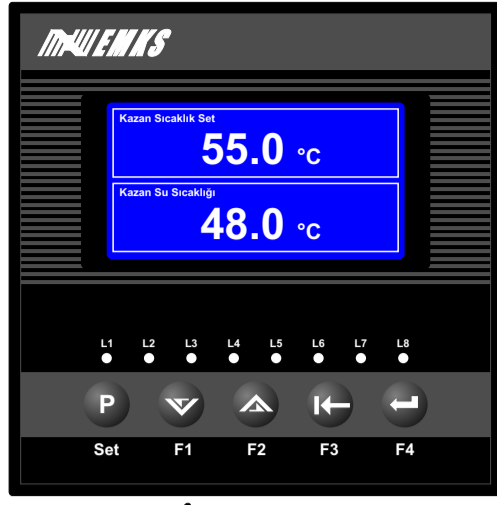 EMKS
Kazan Sıcaklık Set
55.0 °C
Kazan Su Sıcaklığı
48.0 °C
L1 L2 L3 L4 L5 L6 L7 L8
P
Set F1 F2 F3 F4